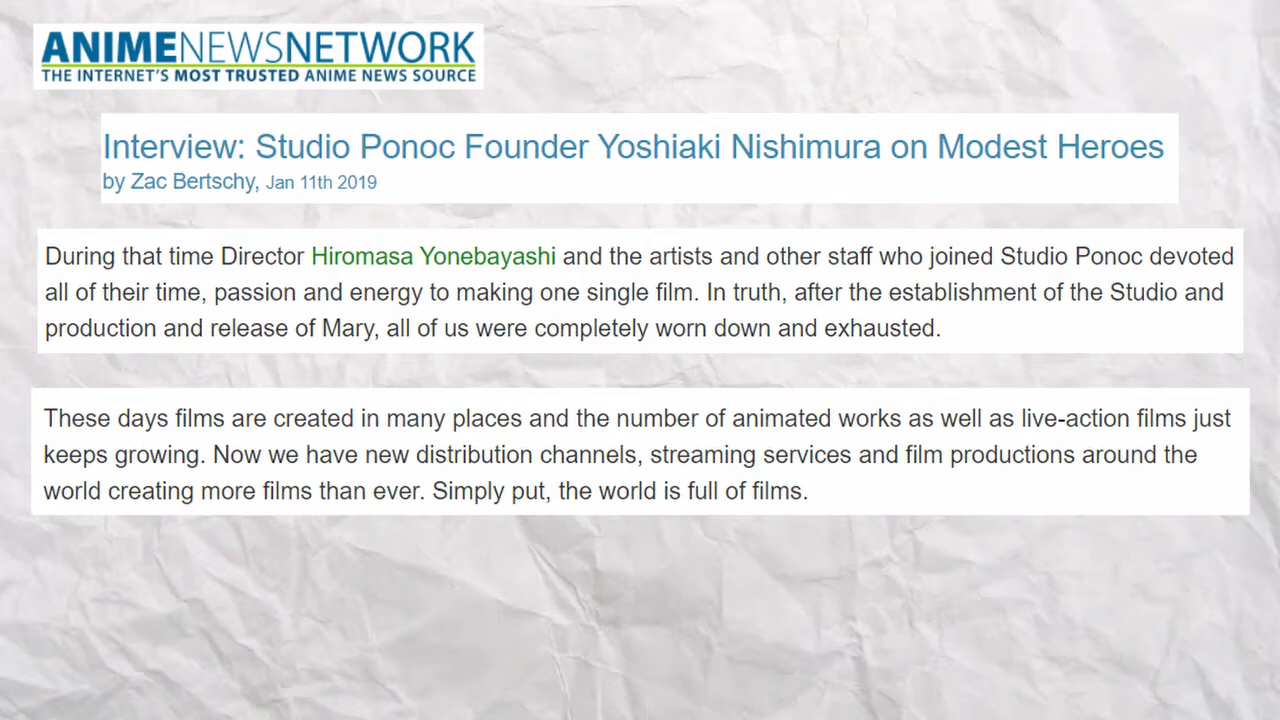 ANIMENEWSNETWORK
THE INTERNET'S MOST TRUSTED ANIME NEWS SOURCE
Interview: Studio Ponoc Founder Yoshiaki Nishimura on Modest Heroes
by Zac Bertschy, Jan 11th 2019
During that time Director Hiromasa Yonebayashi and the artists and other staff who joined Studio Ponoc devoted
all of their time, passion and energy to making one single film. In truth, after the establishment of the Studio and
production and release of Mary, all of us were completely worn down and exhausted.
These days films are created in many places and the number of animated works as well as live-action films just
keeps growing. Now we have new distribution channels, streaming services and film productions around the
world creating more films than ever. Simply put, the world is full of films.